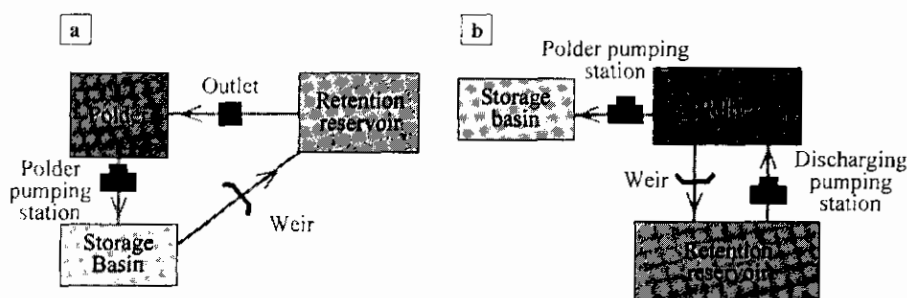 a
Polder
Outlet
Retention
reservoir
Polder
pumping
station
Weir
Storage
Basin
b
Polder pumping
station
Storage
basin
Weir
Discharging
pumping
station
Retention
reservoir